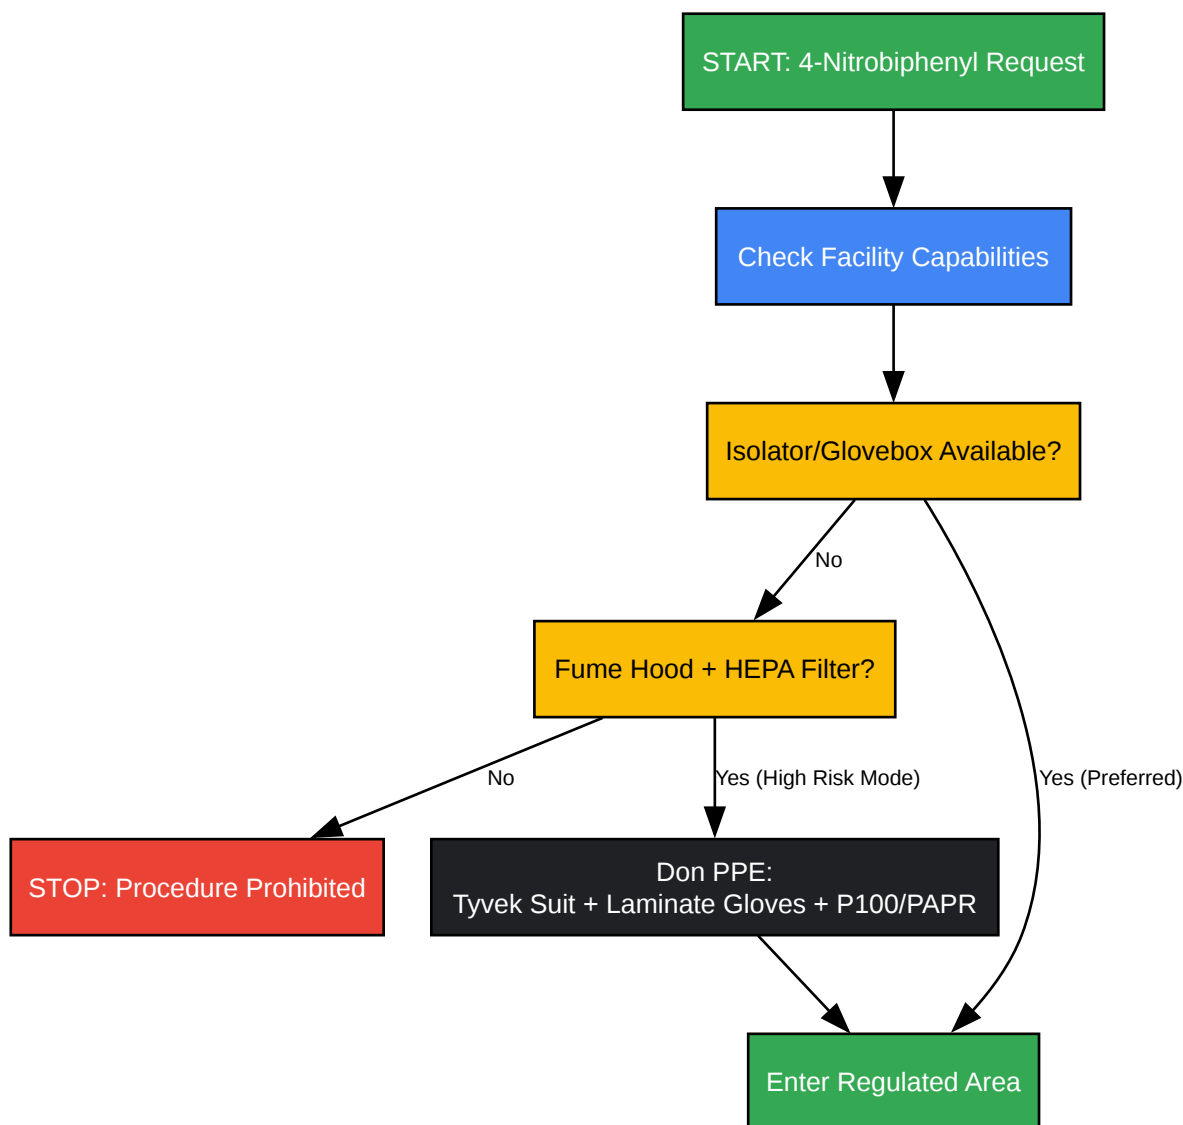 START: 4-Nitrobiphenyl Request
Check Facility Capabilities
Isolator/Glovebox Available?
No
Fume Hood + HEPA Filter?
No
Yes (High Risk Mode)
Yes (Preferred)
STOP: Procedure Prohibited
Don PPE:
Tyvek Suit + Laminate Gloves + P100/PAPR
Enter Regulated Area